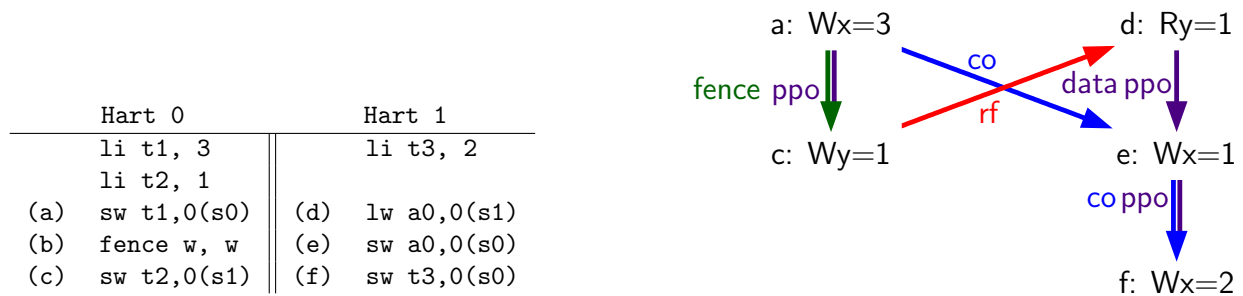 Hart 0 Hart 1
li t1, 3 li t3, 2
li t2, 1
(a) sw t1,0(s0) (d) lw a0,0(s1)
(b) fence w, w (e) sw a0,0(s0)
(c) sw t2,0(s1) (f) sw t3,0(s0)
a: Wx=3 d: Ry=1
co
fence ppo data ppo
rf
c: Wy=1 e: Wx=1
co ppo
f: Wx=2